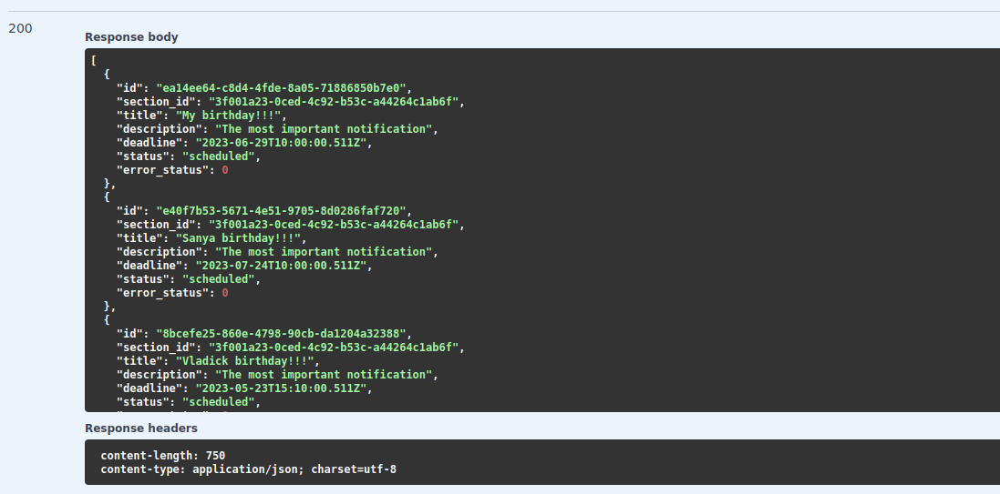 200
Response body
[
{
"id": "ea14ee64-c8d4-4fde-8a05-71886850b7e0",
"section_id": "3f001a23-0ced-4c92-b53c-a44264c1ab6f",
"title": "My birthday!!!",
"description": "The most important notification",
"deadline": "2023-06-29T10:00:00.511Z",
"status": "scheduled",
"error_status": 0
},
{
"id": "e40f7b53-5671-4e51-9705-8d0286faf720",
"section_id": "3f001a23-0ced-4c92-b53c-a44264c1ab6f",
"title": "Sanya birthday!!!",
"description": "The most important notification",
"deadline": "2023-07-24T10:00:00.511Z",
"status": "scheduled",
"error_status": 0
},
{
"id": "8bcefe25-860e-4798-90cb-da1204a32388",
"section_id": "3f001a23-0ced-4c92-b53c-a44264c1ab6f",
"title": "Vladick birthday!!!",
"description": "The most important notification",
"deadline": "2023-05-23T15:10:00.511Z",
"status": "scheduled",
Response headers
content-length: 750
content-type: application/json; charset=utf-8